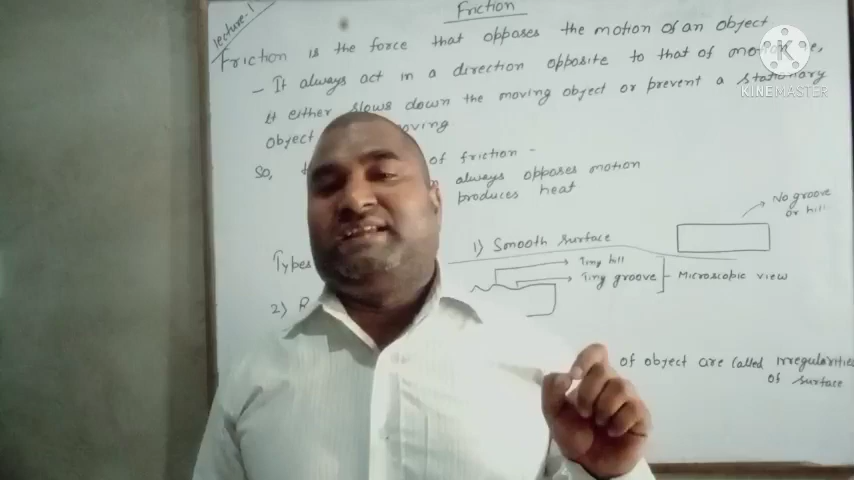 Lecture-1
Friction
Friction is the force that opposes the motion of an object
- It always act in a direction opposite to that of motion i.e,
it either slows down the moving object or prevent a stationary
object moving
So, of friction -
always opposes motion
produces heat
No groove
or hill
1) Smooth surface
Types
Tiny hill
Tiny groove
Microscopic view
2) R
of object are called irregularities
of surface
KINEMASTER